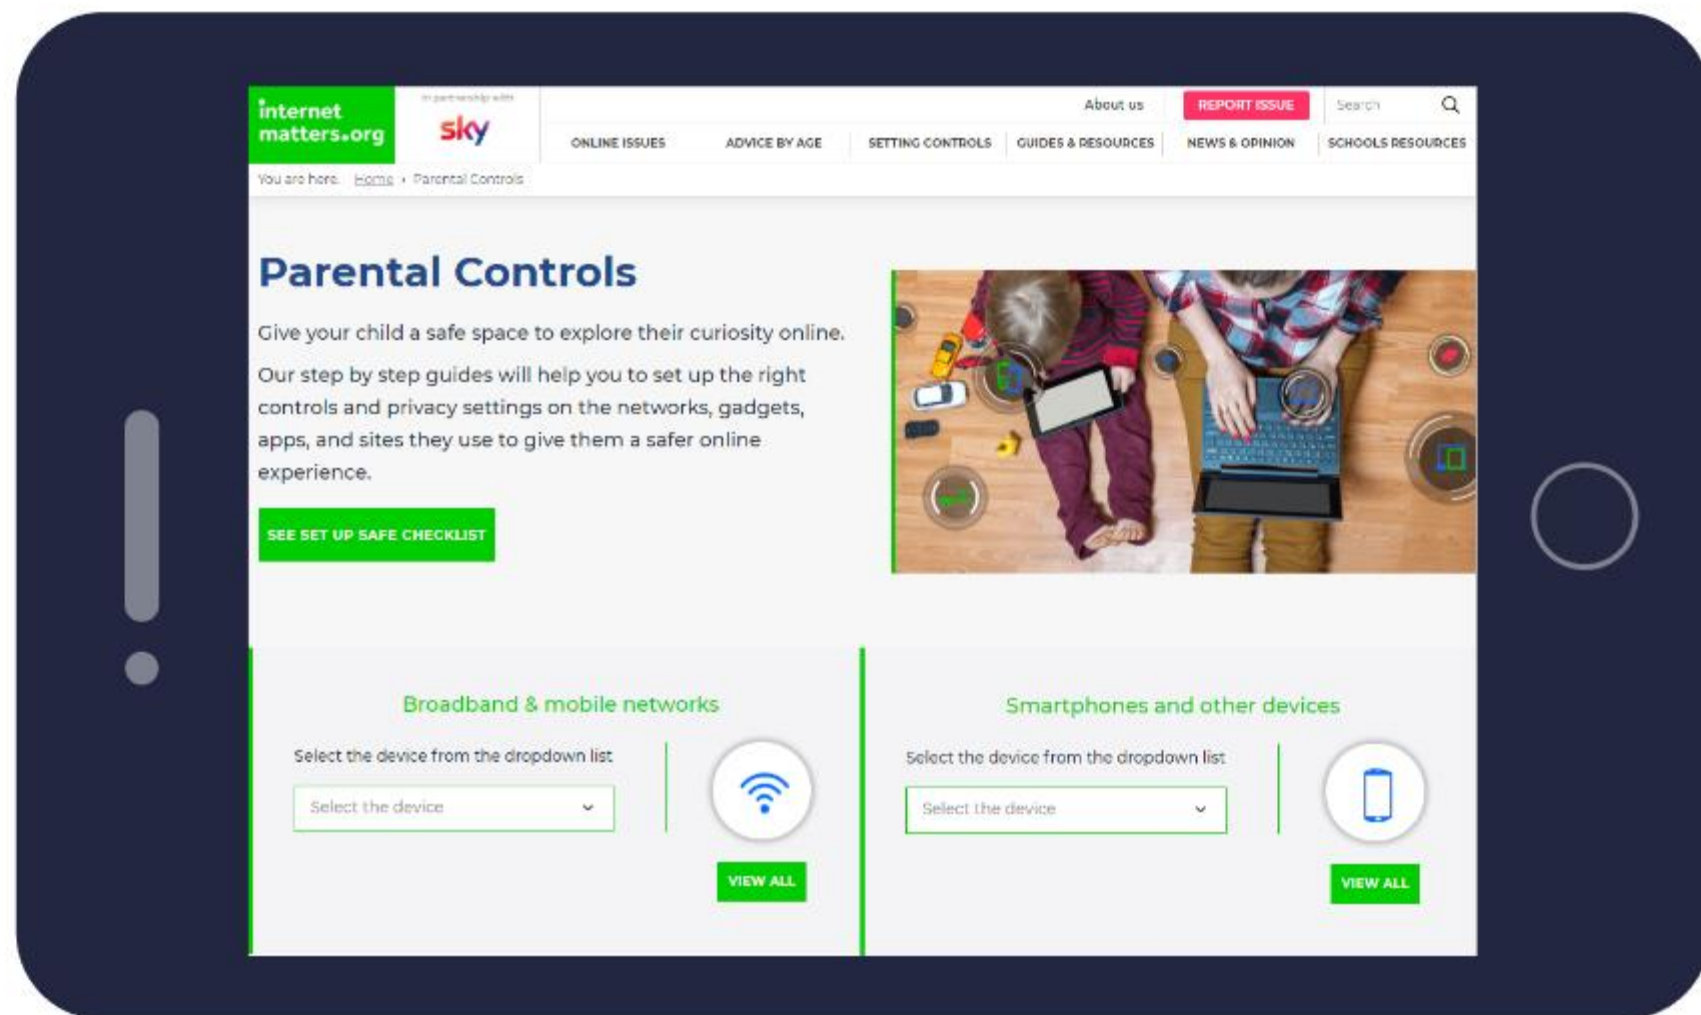 internet
matters.org
in partnership with
sky
About us
REPORT ISSUE
Search
ONLINE ISSUES
ADVICE BY AGE
SETTING CONTROLS
GUIDES & RESOURCES
NEWS & OPINION
SCHOOLS RESOURCES
You are here: Home › Parental Controls
Parental Controls
Give your child a safe space to explore their curiosity online.
Our step by step guides will help you to set up the right
controls and privacy settings on the networks, gadgets,
apps, and sites they use to give them a safer online
experience.
SEE SET UP SAFE CHECKLIST
Broadband & mobile networks
Select the device from the dropdown list
Select the device
VIEW ALL
Smartphones and other devices
Select the device from the dropdown list
Select the device
VIEW ALL